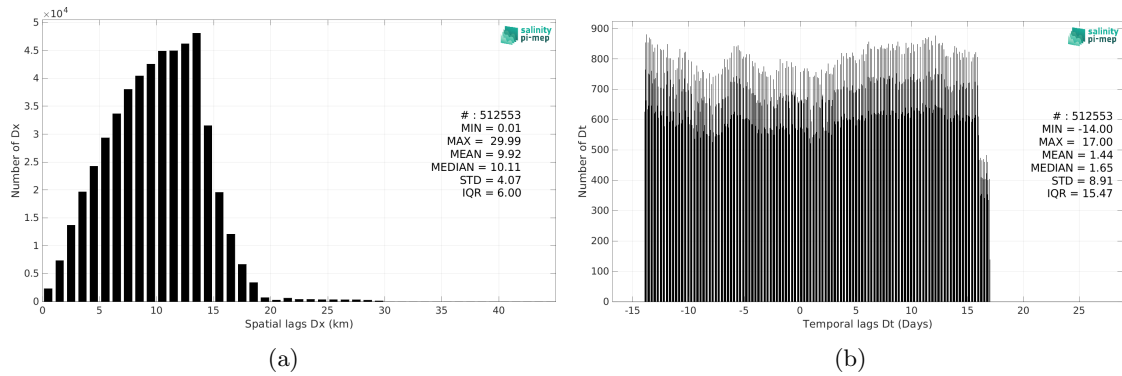 ×10^4
5
4.5
4
3.5
3
2.5
2
1.5
1
0.5
0
Number of Dx
salinity
pi-mep
# : 512553
MIN = 0.01
MAX = 29.99
MEAN = 9.92
MEDIAN = 10.11
STD = 4.07
IQR = 6.00
0 5 10 15 20 25 30 35 40
Spatial lags Dx (km)
(a)
900
800
700
600
500
400
300
200
100
0
Number of Dt
salinity
pi-mep
# : 512553
MIN = -14.00
MAX = 17.00
MEAN = 1.44
MEDIAN = 1.65
STD = 8.91
IQR = 15.47
-15 -10 -5 0 5 10 15 20 25
Temporal lags Dt (Days)
(b)